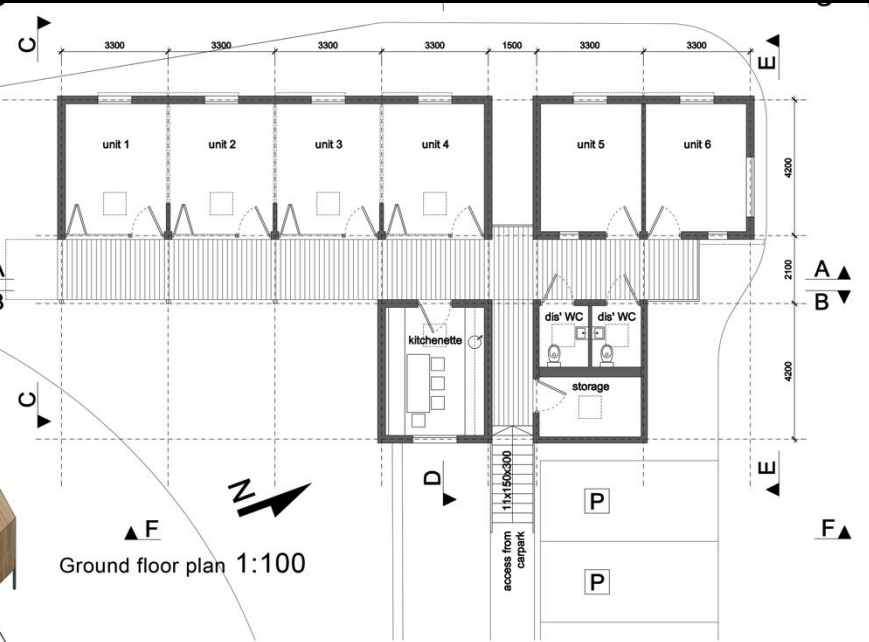 C
3300
3300
3300
3300
1500
3300
3300
E
unit 1
unit 2
unit 3
unit 4
unit 5
unit 6
4200
2100
A
B
A
B
dis' WC
dis' WC
kitchenette
storage
4200
C
D
E
11x150x300
N
P
F
F
access from
carpark
Ground floor plan 1:100
P